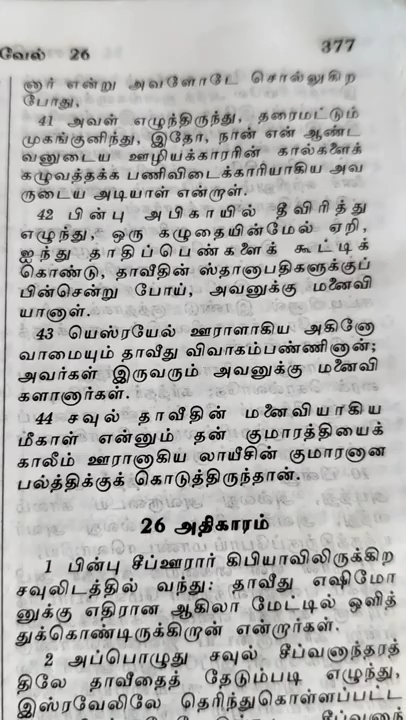 வேல் 26 377
னார் என்று அவளோடே சொல்லுகிற
போது,
41 அவள் எழுந்திருந்து, தரைமட்டும்
முகங்குனிந்து, இதோ, நான் என் ஆண்ட
வனுடைய ஊழியக்காரரின் கால்களைக்
கழுவத்தக்க பணிவிடைக்காரியாகிய அவ
ருடைய அடியாள் என்றாள்.
42 பின்பு அபிகாயில் தீவிரித்து
எழுந்து, ஒரு கழுதையின்மேல் ஏறி,
ஐந்து தாதிப்பெண்களைக் கூட்டிக்
கொண்டு, தாவீதின் ஸ்தானாபதிகளுக்குப்
பின்சென்று போய், அவனுக்கு மனைவி
யானாள்.
43 யெஸ்ரயேல் ஊராளாகிய அகினோ
வாமையும் தாவீது விவாகம்பண்ணினான்;
அவர்கள் இருவரும் அவனுக்கு மனைவி
களானார்கள்.
44 சவுல் தாவீதின் மனைவியாகிய
மீகாள் என்னும் தன் குமாரத்தியைக்
காலீம் ஊரானாகிய லாயீசின் குமாரனான
பல்த்திக்குக் கொடுத்திருந்தான்.
26 அதிகாரம்
1 பின்பு சீப்ஊரார் கிபியாவிலிருக்கிற
சவுலிடத்தில் வந்து: தாவீது எஷிமோ
னுக்கு எதிரான ஆகிலா மேட்டில் ஒளித்
துக்கொண்டிருக்கிறான் என்றார்கள்.
2 அப்பொழுது சவுல் சீப்வனாந்தரத்
திலே தாவீதைத் தேடும்படி எழுந்து,
இஸ்ரவேலிலே தெரிந்துகொள்ளப்பட்ட